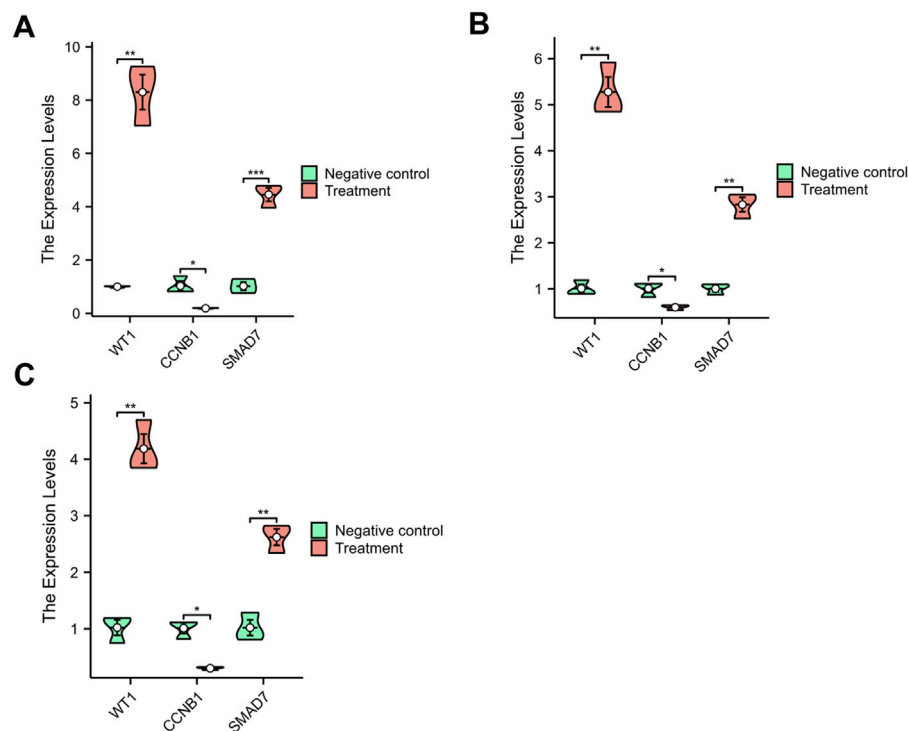 A
The Expression Levels
10
8
6
4
2
0
**
*
***
WT1
CCNB1
SMAD7
Negative control
Treatment
B
The Expression Levels
6
5
4
3
2
1
**
*
**
WT1
CCNB1
SMAD7
Negative control
Treatment
C
The Expression Levels
5
4
3
2
1
**
*
**
WT1
CCNB1
SMAD7
Negative control
Treatment